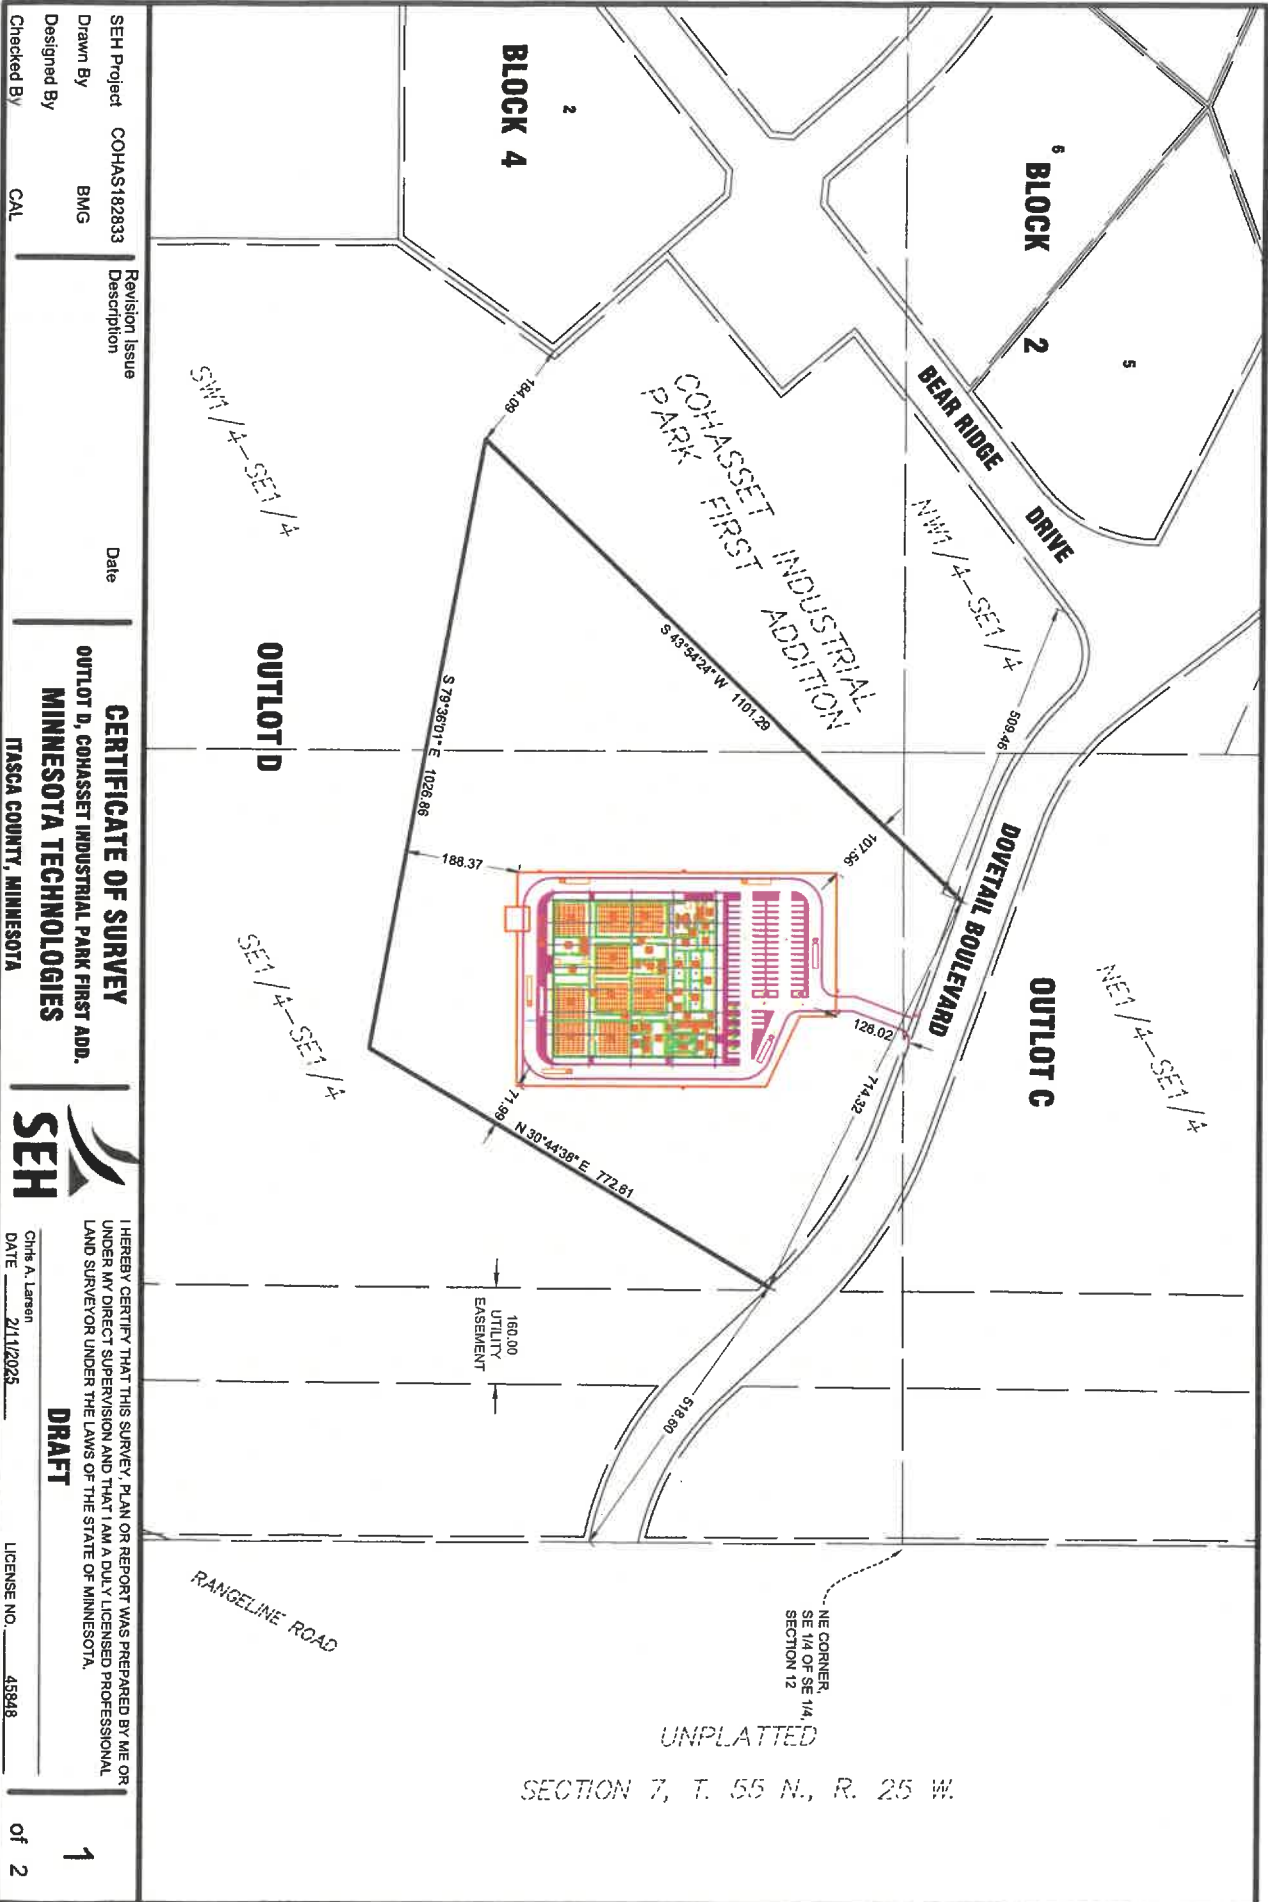 BLOCK 4
2
6
BLOCK
2
5
BEAR RIDGE
DRIVE
184.09
COHASSET INDUSTRIAL
PARK FIRST ADDITION
SW1/4-SE1/4
NW1/4-SE1/4
S 43°54'24" W 1101.29
509.46
S 79°36'01" E 1026.86
OUTLOT D
188.37
107.56
DOVETAIL BOULEVARD
OUTLOT C
NE1/4-SE1/4
SE1/4-SE1/4
126.02
714.32
71.99
N 30°44'38" E 772.61
160.00
UTILITY
EASEMENT
518.60
RANGELINE ROAD
NE CORNER,
SE 1/4 OF SE 1/4,
SECTION 12
UNPLATTED
SECTION 7, T. 55 N., R. 25 W.
SEH Project COHAS182833
Drawn By BMG
Designed By
Checked By CAL
Revision Issue
Description
Date
CERTIFICATE OF SURVEY
OUTLOT D, COHASSET INDUSTRIAL PARK FIRST ADD.
MINNESOTA TECHNOLOGIES
ITASCA COUNTY, MINNESOTA
SEH
I HEREBY CERTIFY THAT THIS SURVEY, PLAN OR REPORT WAS PREPARED BY ME OR
UNDER MY DIRECT SUPERVISION AND THAT I AM A DULY LICENSED PROFESSIONAL
LAND SURVEYOR UNDER THE LAWS OF THE STATE OF MINNESOTA.
DRAFT
Chris A. Larsen
DATE 2/11/2025 LICENSE NO. 45848
1
of 2